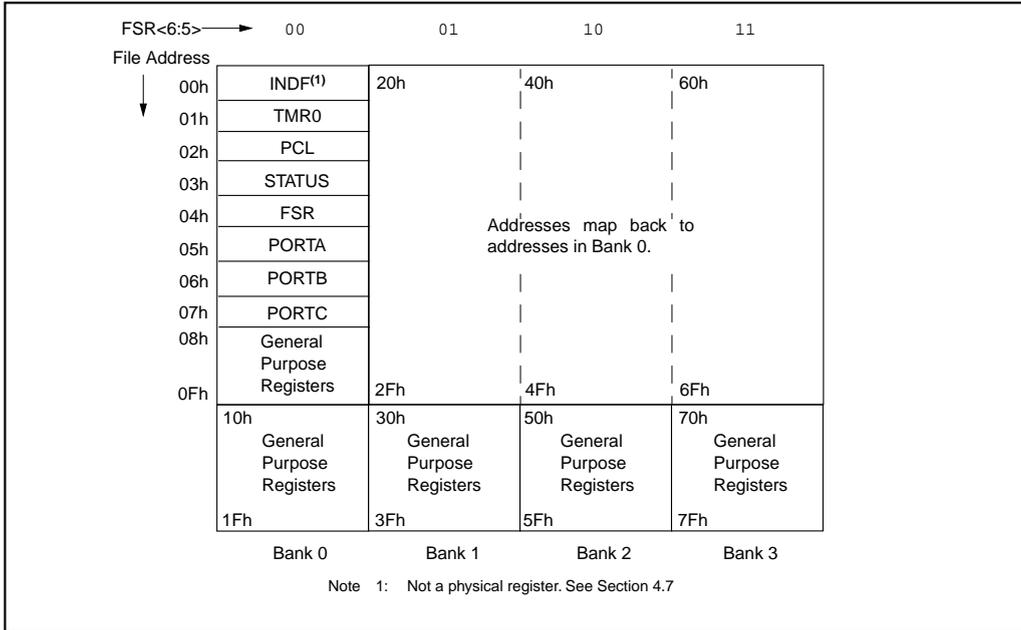 FSR<6:5> 00 01 10 11
File Address
00h INDF(1) 20h 40h 60h
01h TMR0
02h PCL
03h STATUS
04h FSR
Addresses map back to
05h PORTA addresses in Bank 0.
06h PORTB
07h PORTC
08h General
Purpose
0Fh Registers 2Fh 4Fh 6Fh
10h 30h 50h 70h
General General General General
Purpose Purpose Purpose Purpose
Registers Registers Registers Registers
1Fh 3Fh 5Fh 7Fh
Bank 0 Bank 1 Bank 2 Bank 3
Note 1: Not a physical register. See Section 4.7